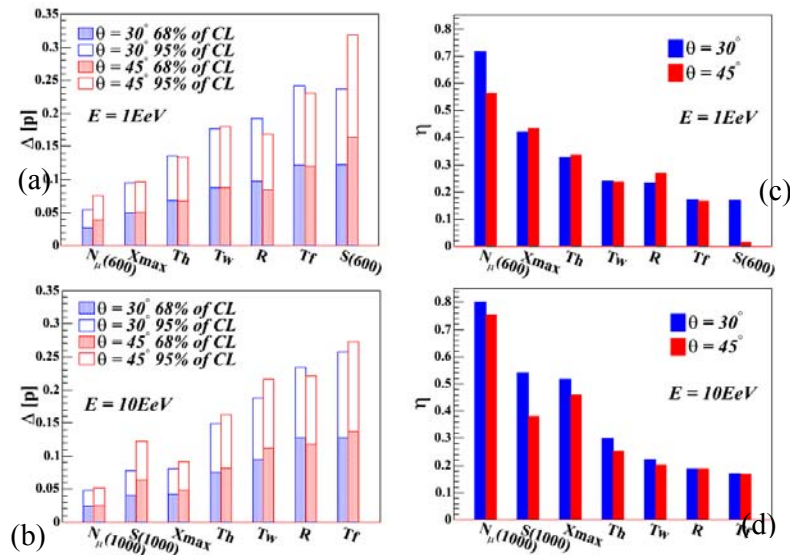 0.35
0.3
0.25
0.2
0.15
0.1
0.05
0
Δ [p]
θ = 30° 68% of CL
θ = 30° 95% of CL
θ = 45° 68% of CL
θ = 45° 95% of CL
E = 1EeV
(a)
Nμ(600) Xmax Th Tw R Tf S(600)
0.8
0.7
0.6
0.5
0.4
0.3
0.2
0.1
0
η
θ = 30°
θ = 45°
E = 1EeV
(c)
Nμ(600) Xmax Th Tw R Tf S(600)
0.35
0.3
0.25
0.2
0.15
0.1
0.05
0
Δ [p]
θ = 30° 68% of CL
θ = 30° 95% of CL
θ = 45° 68% of CL
θ = 45° 95% of CL
E = 10EeV
(b)
Nμ(1000) S(1000) Xmax Th Tw R Tf
0.8
0.7
0.6
0.5
0.4
0.3
0.2
0.1
0
η
θ = 30°
θ = 45°
E = 10EeV
(d)
Nμ(1000) S(1000) Xmax Th Tw R